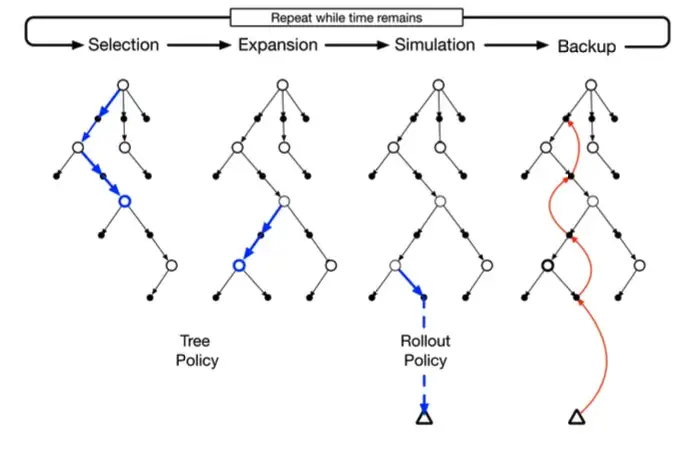 Repeat while time remains
Selection
Expansion
Simulation
Backup
Tree
Policy
Rollout
Policy